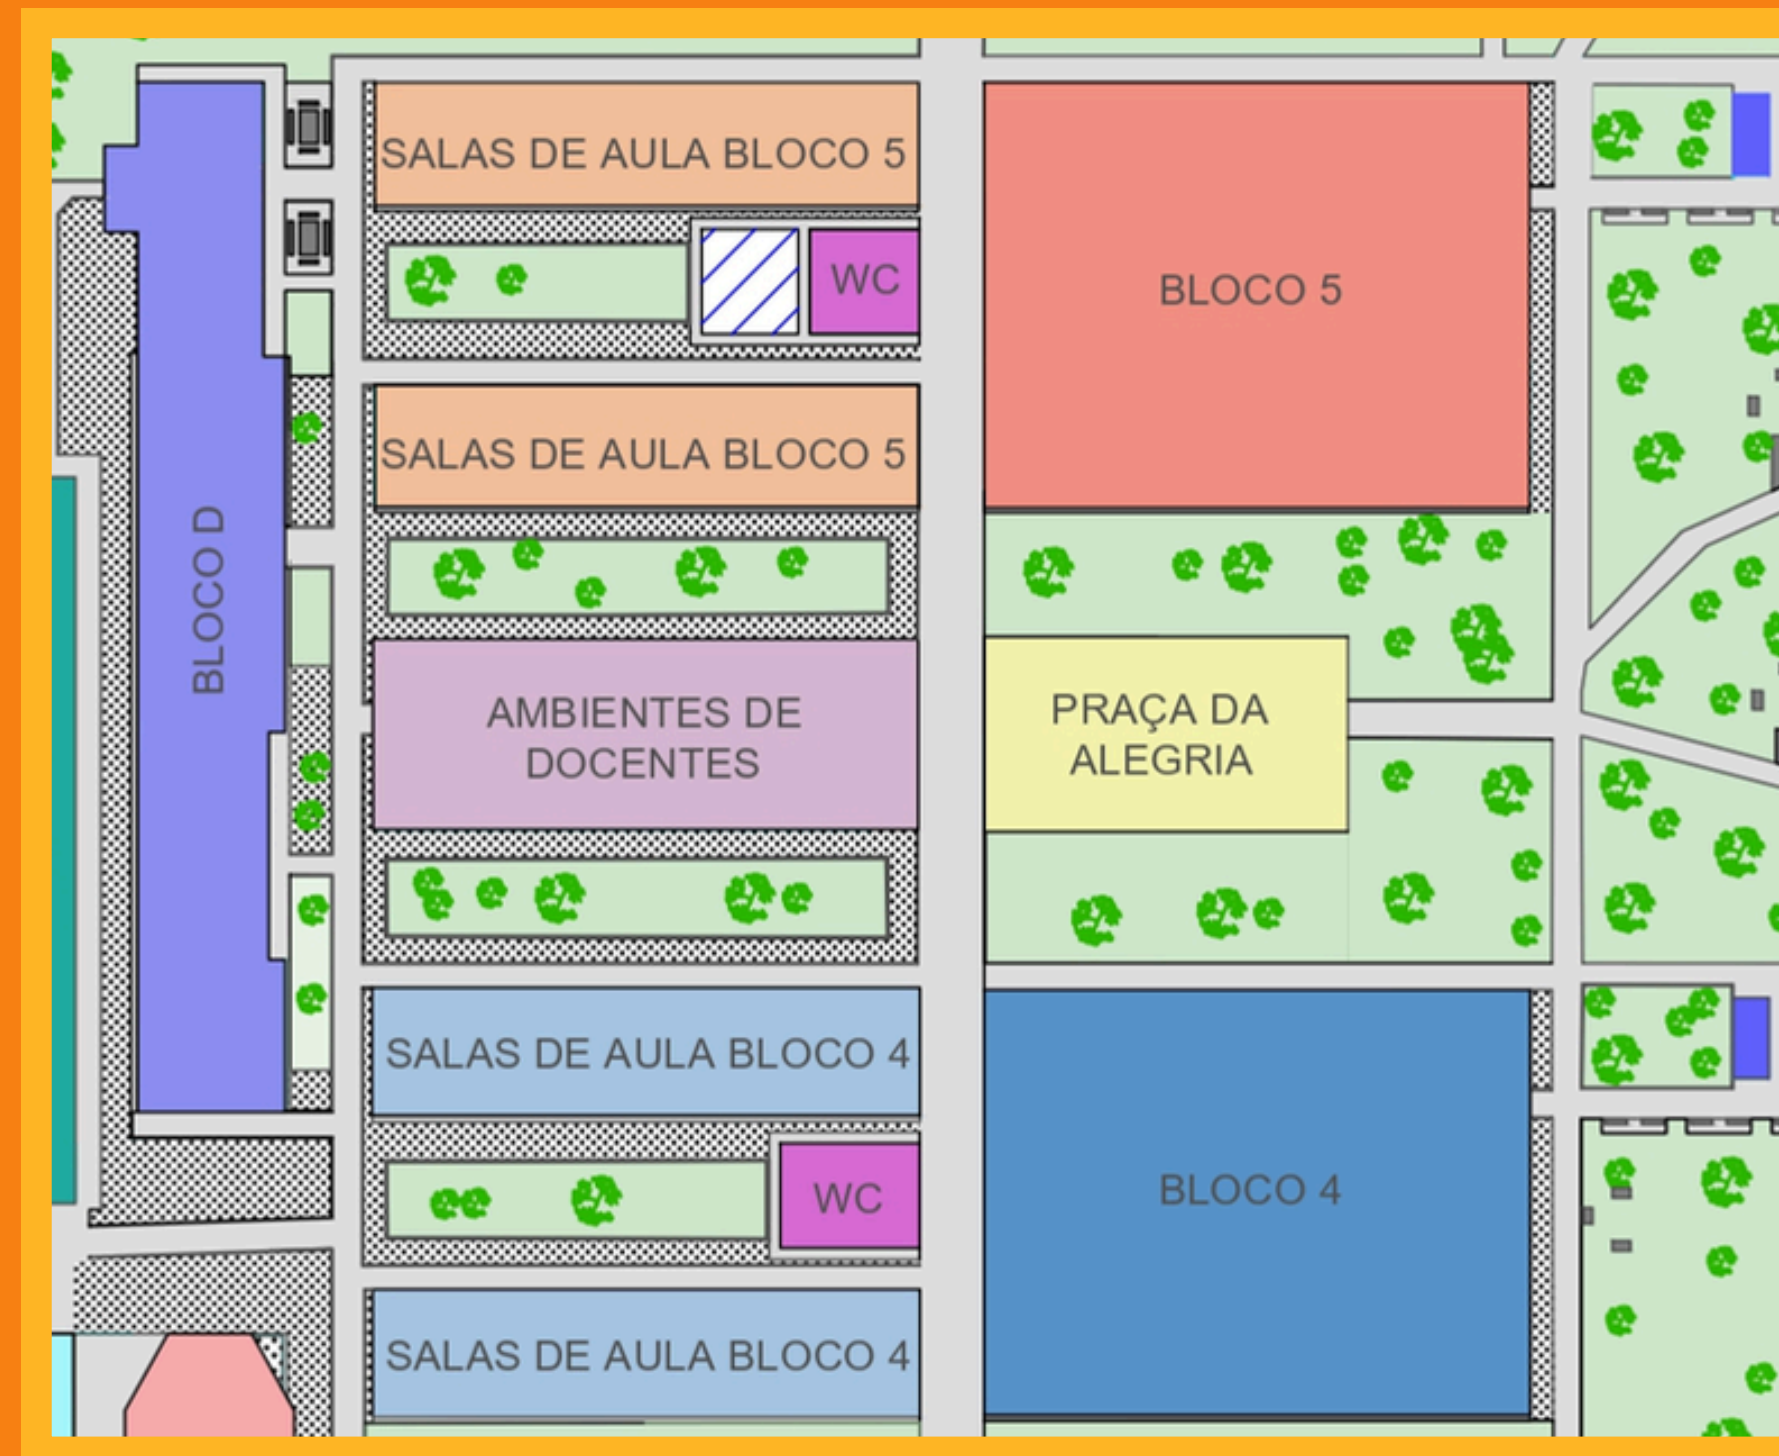 SALAS DE AULA BLOCO 5
WC
BLOCO 5
SALAS DE AULA BLOCO 5
BLOCO D
AMBIENTES DE
DOCENTES
PRAÇA DA
ALEGRIA
SALAS DE AULA BLOCO 4
WC
BLOCO 4
SALAS DE AULA BLOCO 4